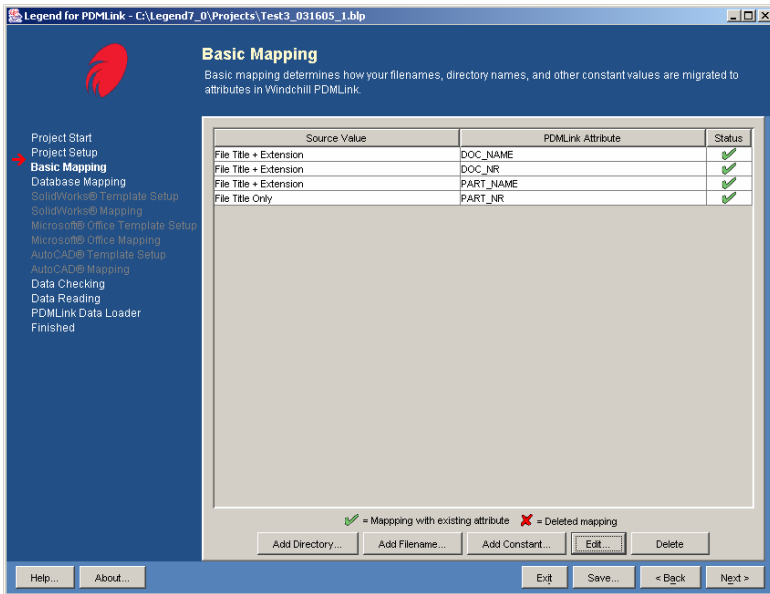 Legend for PDMLink - C:\Legend7_0\Projects\Test3_031605_1.blp
Basic Mapping
Basic mapping determines how your filenames, directory names, and other constant values are migrated to
attributes in Windchill PDMLink.
Project Start
Project Setup
Basic Mapping
Database Mapping
SolidWorks® Template Setup
SolidWorks® Mapping
Microsoft® Office Template Setup
Microsoft® Office Mapping
AutoCAD® Template Setup
AutoCAD® Mapping
Data Checking
Data Reading
PDMLink Data Loader
Finished
Source Value PDMLink Attribute Status
File Title + Extension DOC_NAME
File Title + Extension DOC_NR
File Title + Extension PART_NAME
File Title Only PART_NR
= Mappping with existing attribute = Deleted mapping
Add Directory... Add Filename... Add Constant... Edit... Delete
Help... About... Exit Save... < Back Next >